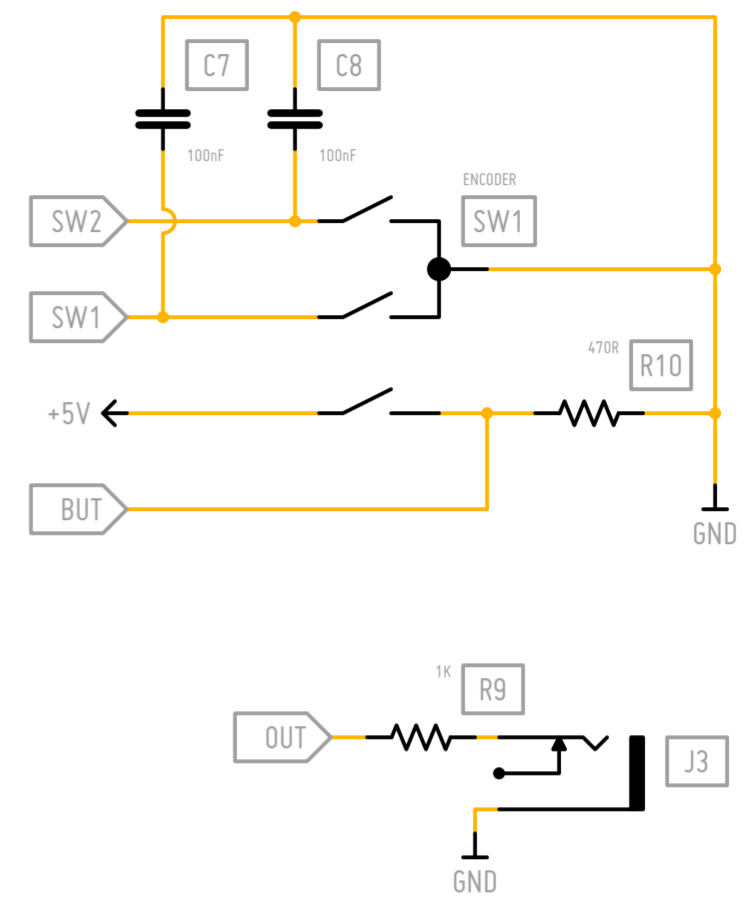 C7
C8
100nF
100nF
ENCODER
SW2
SW1
SW1
470R
R10
+5V
BUT
GND
1K
R9
OUT
J3
GND